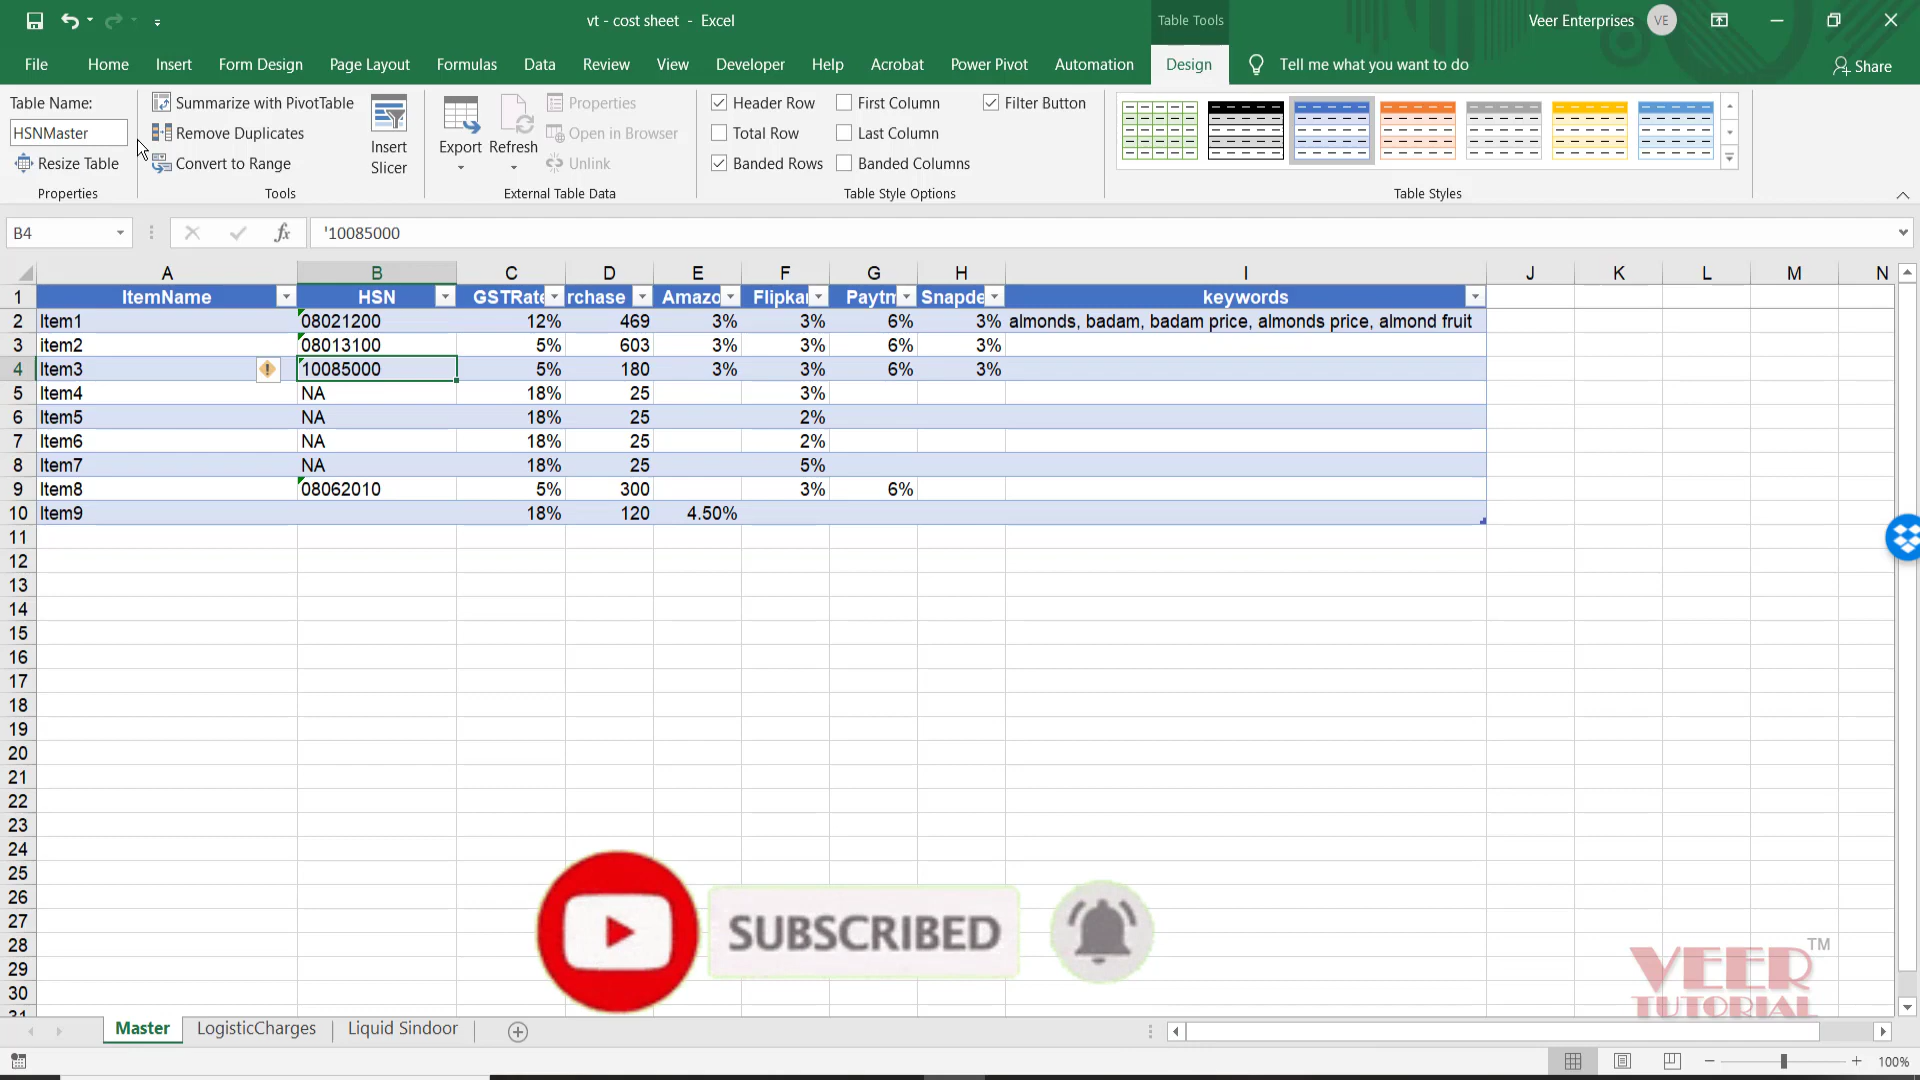 vt - cost sheet - Excel
Table Tools
Veer Enterprises
VE
File Home Insert Form Design Page Layout Formulas Data Review View Developer Help Acrobat Power Pivot Automation Design Tell me what you want to do Share
Table Name:
HSNMaster
Resize Table
Properties
Summarize with PivotTable
Remove Duplicates
Convert to Range
Insert Slicer
Tools
Export
Refresh
Properties
Open in Browser
Unlink
External Table Data
Header Row
Total Row
Banded Rows
First Column
Last Column
Banded Columns
Filter Button
Table Style Options
Table Styles
B4
fx
'10085000
A B C D E F G H I J K L M N
1 ItemName HSN GSTRate rchase Amazo Flipka Paytm Snapde keywords
2 Item1 08021200 12% 469 3% 3% 6% 3% almonds, badam, badam price, almonds price, almond fruit
3 item2 08013100 5% 603 3% 3% 6% 3%
4 Item3 10085000 5% 180 3% 3% 6% 3%
5 Item4 NA 18% 25 3%
6 Item5 NA 18% 25 2%
7 Item6 NA 18% 25 2%
8 Item7 NA 18% 25 5%
9 Item8 08062010 5% 300 3% 6%
10 Item9 18% 120 4.50%
11
12
13
14
15
16
17
18
19
20
21
22
23
24
25
26
27
28
29
30
31
SUBSCRIBED
VEER TM
TUTORIAL
Master LogisticCharges Liquid Sindoor
100%